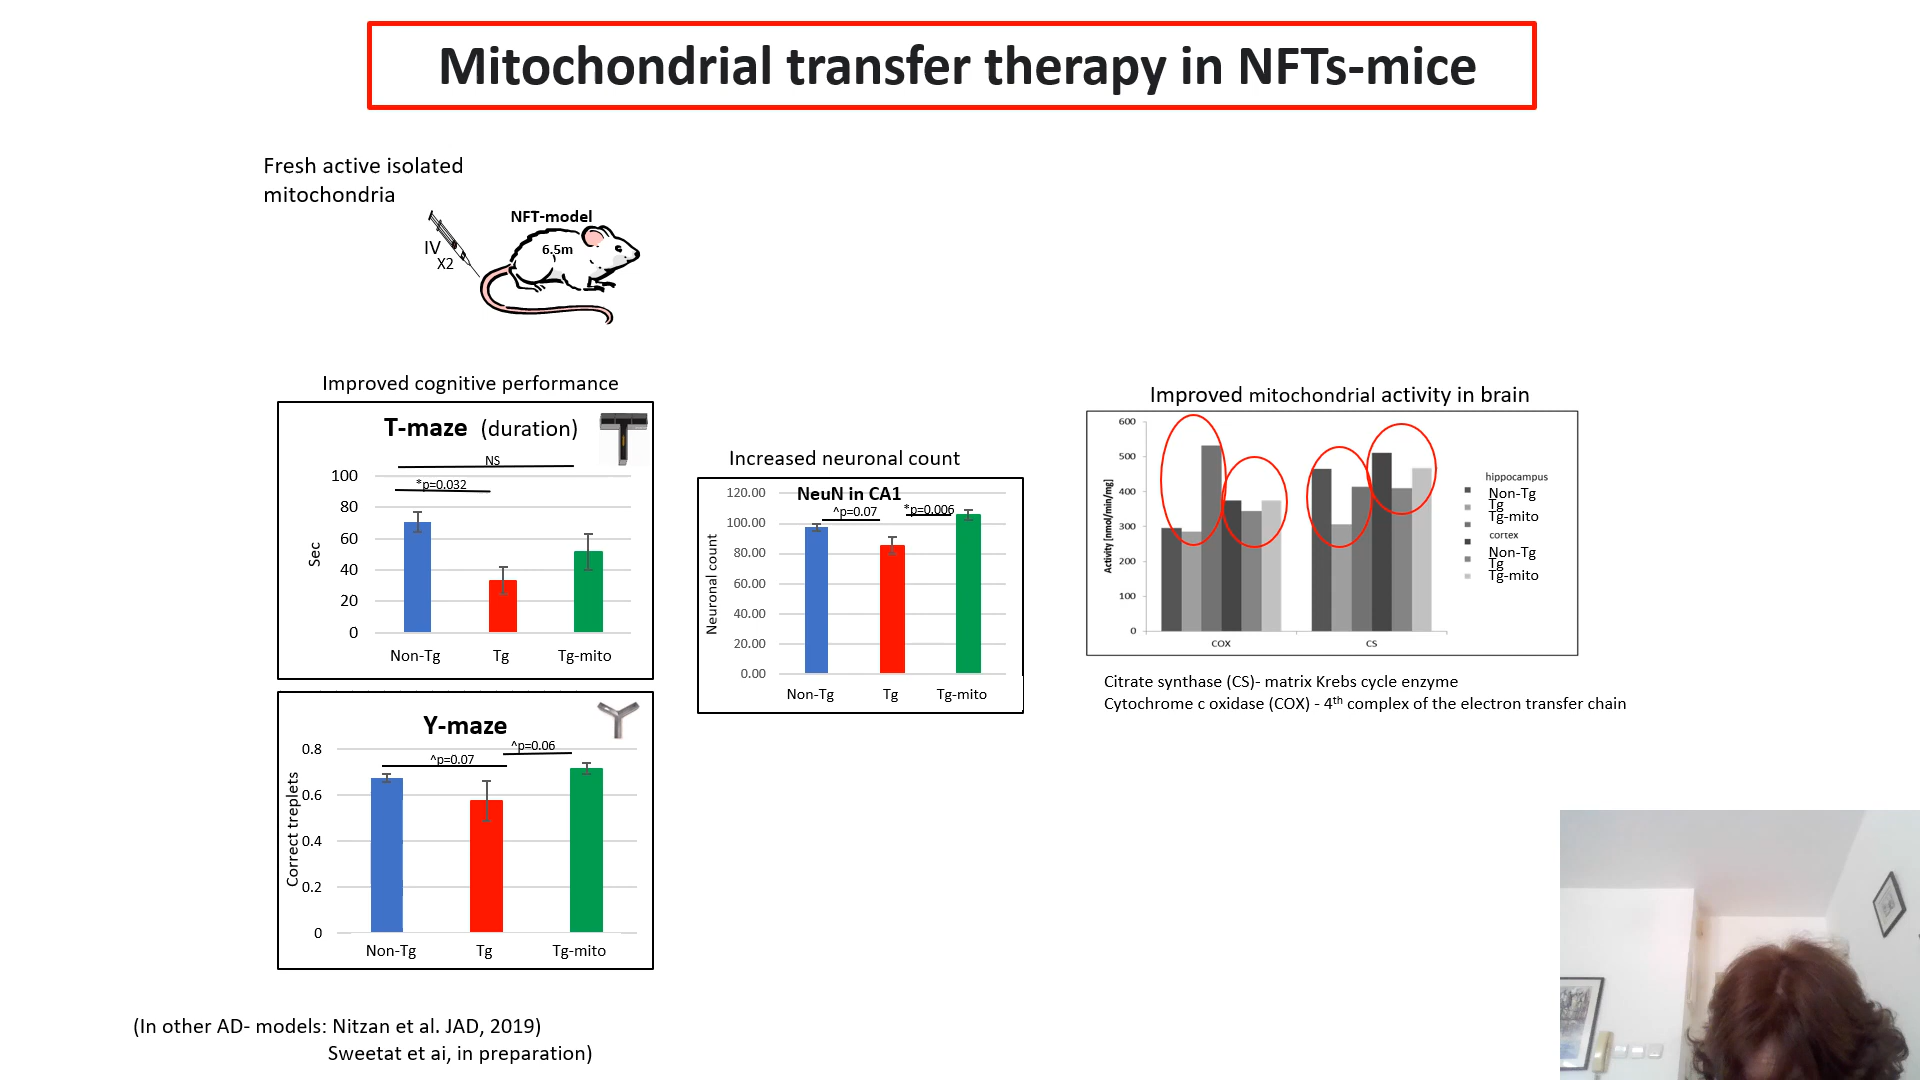 Mitochondrial transfer therapy in NFTs-mice
Fresh active isolated
mitochondria
NFT-model
6.5m
IV
X2
Improved cognitive performance
T-maze (duration)
NS
*p=0.032
100
80
60
40
20
0
Sec
Non-Tg Tg Tg-mito
Y-maze
^p=0.06
^p=0.07
0.8
0.6
0.4
0.2
0
Correct treplets
Non-Tg Tg Tg-mito
Increased neuronal count
NeuN in CA1
^p=0.07 *p=0.006
120.00
100.00
80.00
60.00
40.00
20.00
0.00
Neuronal count
Non-Tg Tg Tg-mito
Improved mitochondrial activity in brain
600
500
400
300
200
100
0
Activity [nmol/min/mg]
COX CS
hippocampus
Non-Tg
Tg
Tg-mito
cortex
Non-Tg
Tg
Tg-mito
Citrate synthase (CS)- matrix Krebs cycle enzyme
Cytochrome c oxidase (COX) - 4th complex of the electron transfer chain
(In other AD- models: Nitzan et al. JAD, 2019)
Sweetat et ai, in preparation)